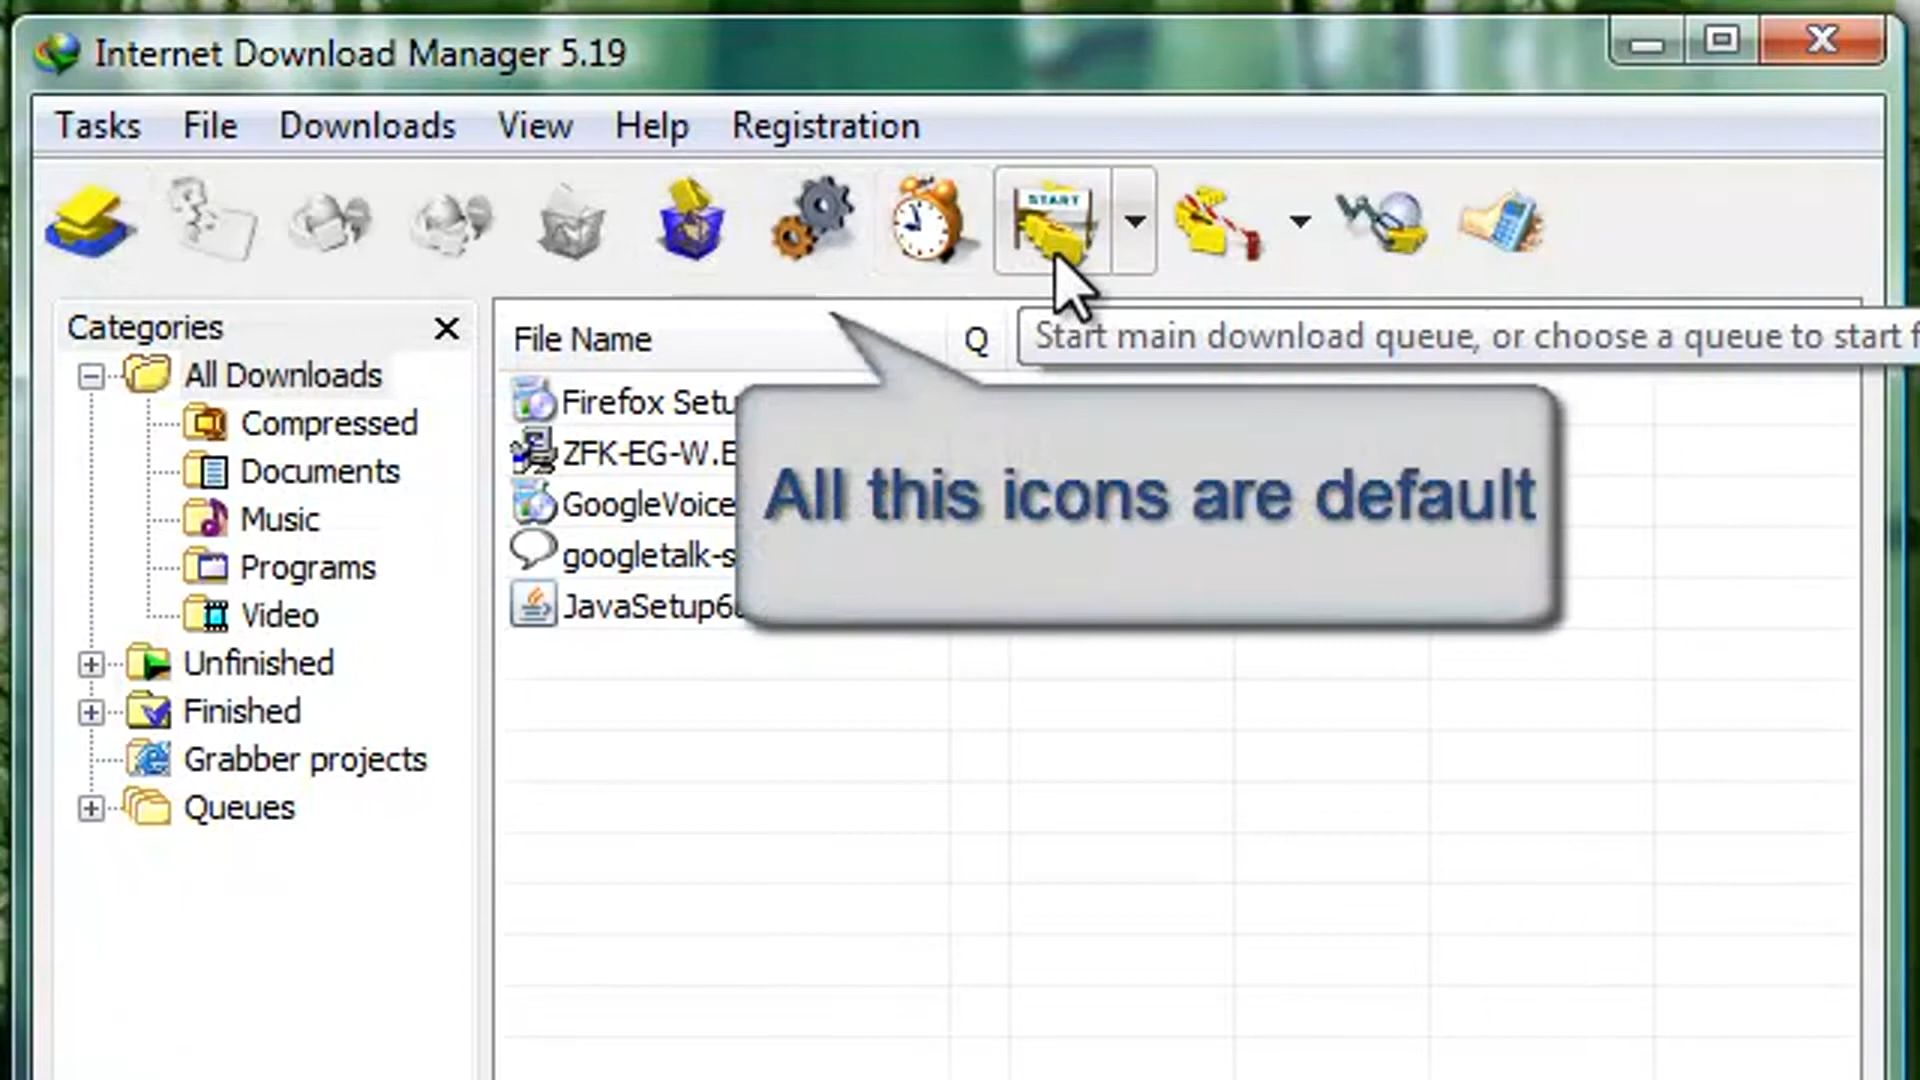 Internet Download Manager 5.19
Tasks File Downloads View Help Registration
START
Categories
File Name Q
Start main download queue, or choose a queue to start f
All Downloads
Compressed
Documents
Music
Programs
Video
Unfinished
Finished
Grabber projects
Queues
Firefox Setu
ZFK-EG-W.E
GoogleVoice
googletalk-s
JavaSetup6
All this icons are default